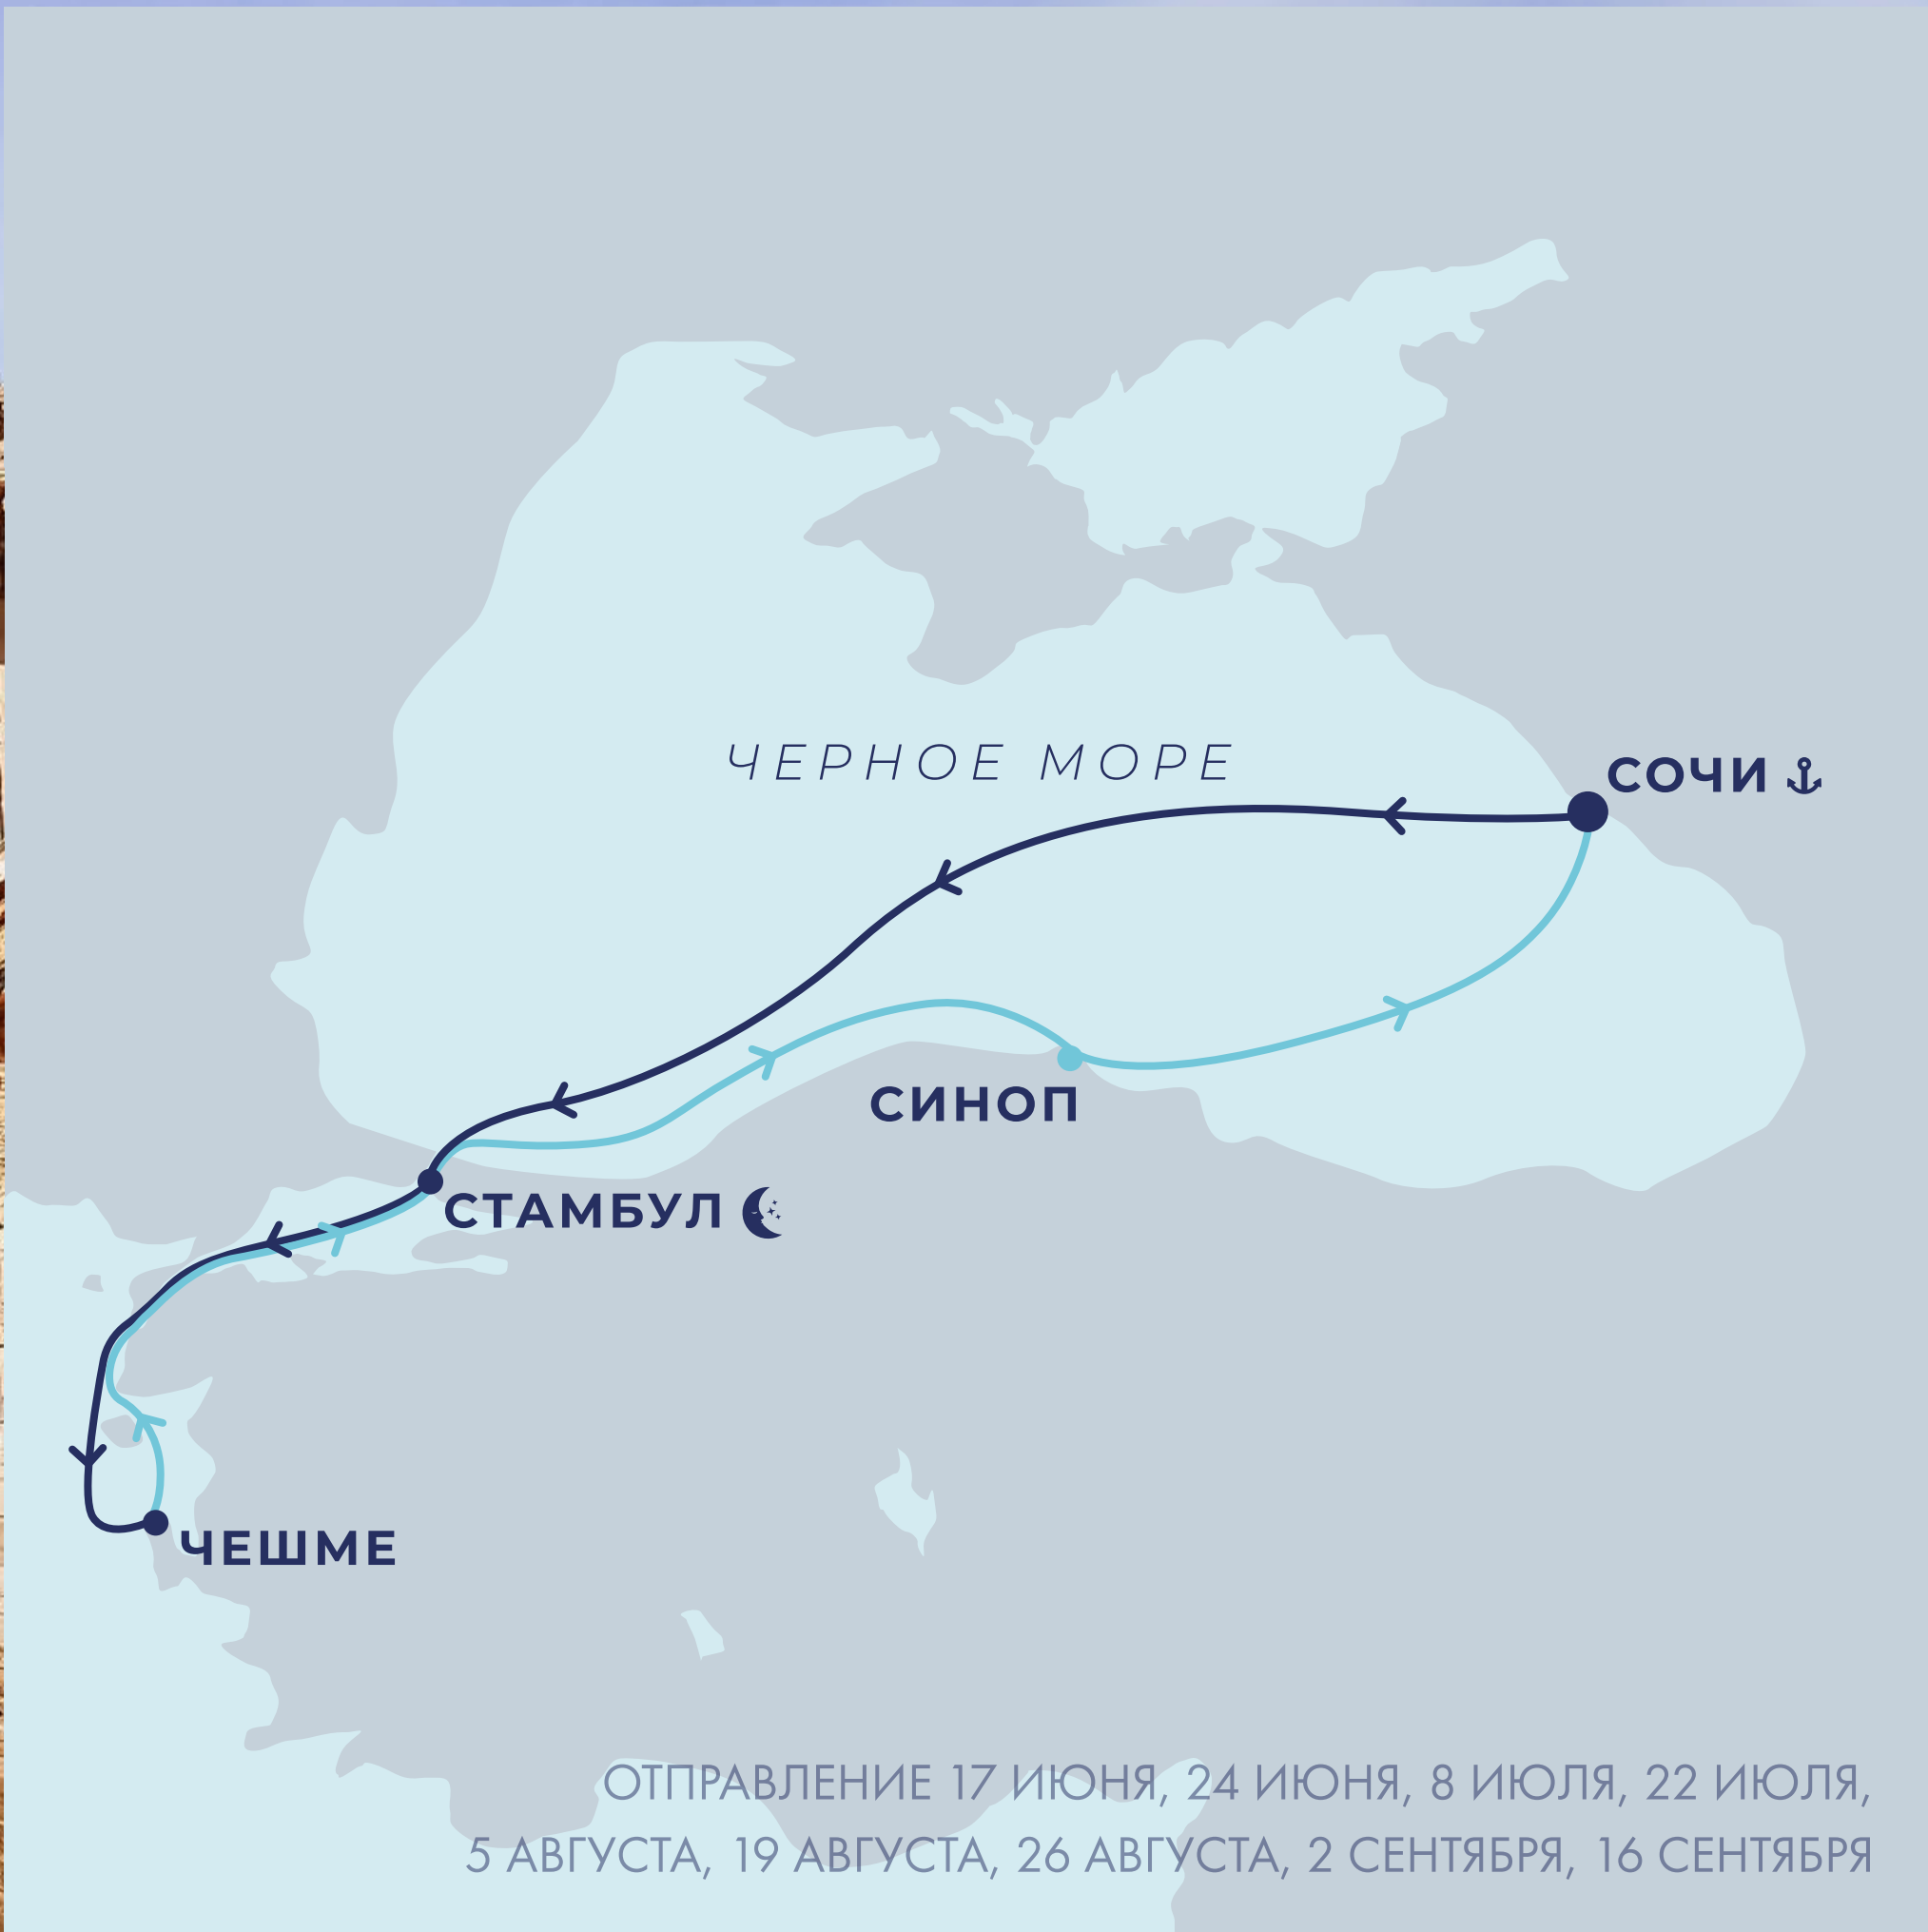 ЧЕРНОЕ МОРЕ
СОЧИ
СИНОП
СТАМБУЛ
ЧЕШМЕ
ОТПРАВЛЕНИЕ 17 ИЮНЯ, 24 ИЮНЯ, 8 ИЮЛЯ, 22 ИЮЛЯ,
5 АВГУСТА, 19 АВГУСТА, 26 АВГУСТА, 2 СЕНТЯБРЯ, 16 СЕНТЯБРЯ